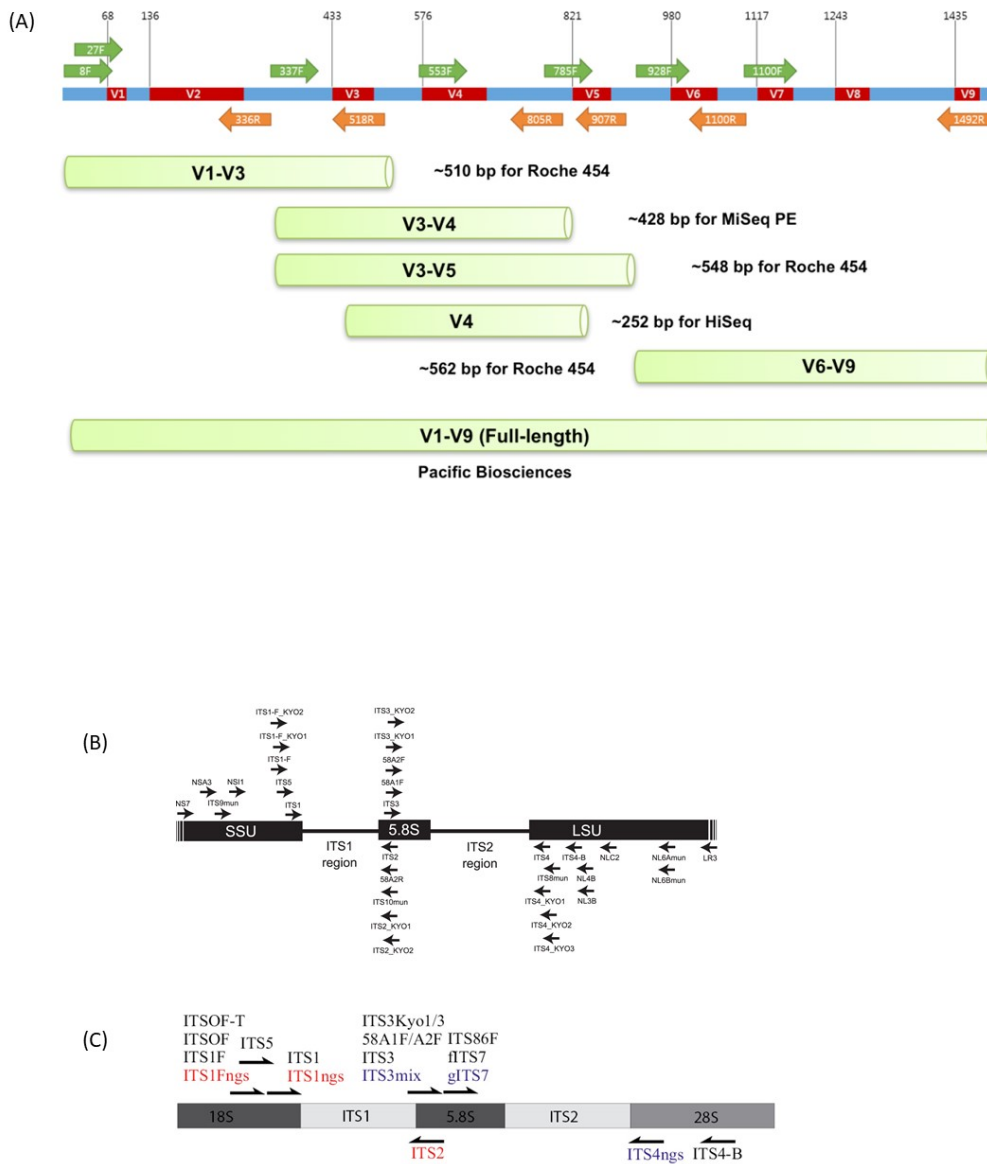 (A)
68 136 433 576 821 980 1117 1243 1435
27F
8F 337F 553F 785F 928F 1100F
V1 V2 V3 V4 V5 V6 V7 V8 V9
336R 518R 805R 907R 1100R 1492R
V1-V3 ~510 bp for Roche 454
V3-V4 ~428 bp for MiSeq PE
V3-V5 ~548 bp for Roche 454
V4 ~252 bp for HiSeq
~562 bp for Roche 454 V6-V9
V1-V9 (Full-length)
Pacific Biosciences
(B)
ITS1-F_KYO2 ITS3_KYO2
ITS1-F_KYO1 ITS3_KYO1
ITS1-F 58A2F
NSA3 NSI1 ITS5 58A1F
NS7 ITS9mun ITS1 ITS3
SSU 5.8S LSU
ITS1 region
ITS2 region
ITS2 ITS4 ITS4-B NLC2 NL6Amun LR3
58A2R ITS8mun NL4B NL6Bmun
ITS10mun ITS4_KYO1 NL3B
ITS2_KYO1 ITS4_KYO2
ITS2_KYO2 ITS4_KYO3
(C)
ITSOF-T ITS3Kyo1/3
ITSOF ITS5 58A1F/A2F ITS86F
ITS1F ITS1 ITS3 fITS7
ITS1Fngs ITS1ngs ITS3mix gITS7
18S ITS1 5.8S ITS2 28S
ITS2 ITS4ngs ITS4-B